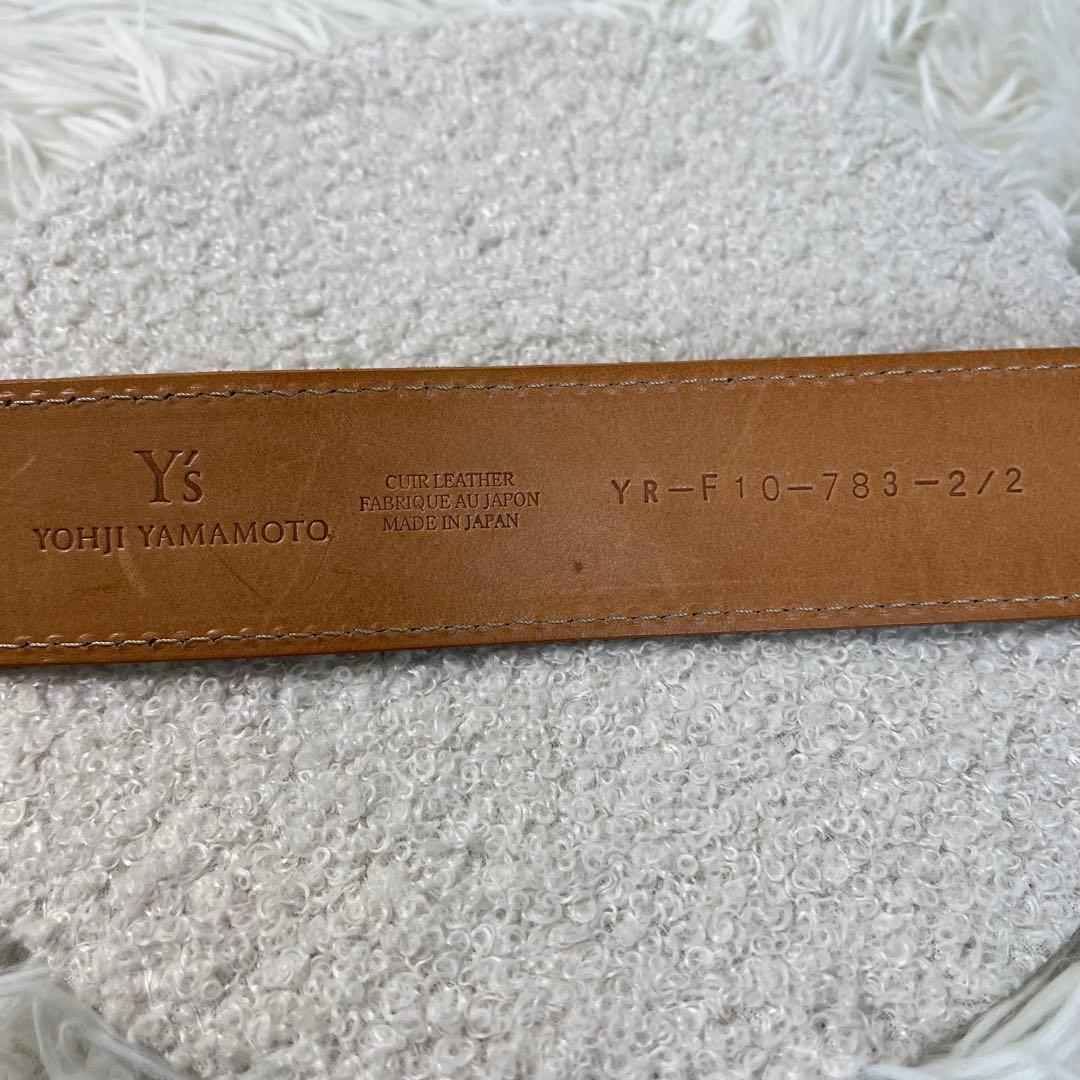 Y's
YOHJI YAMAMOTO
CUIR LEATHER
FABRIQUE AU JAPON
MADE IN JAPAN
YR-F10-783-2/2